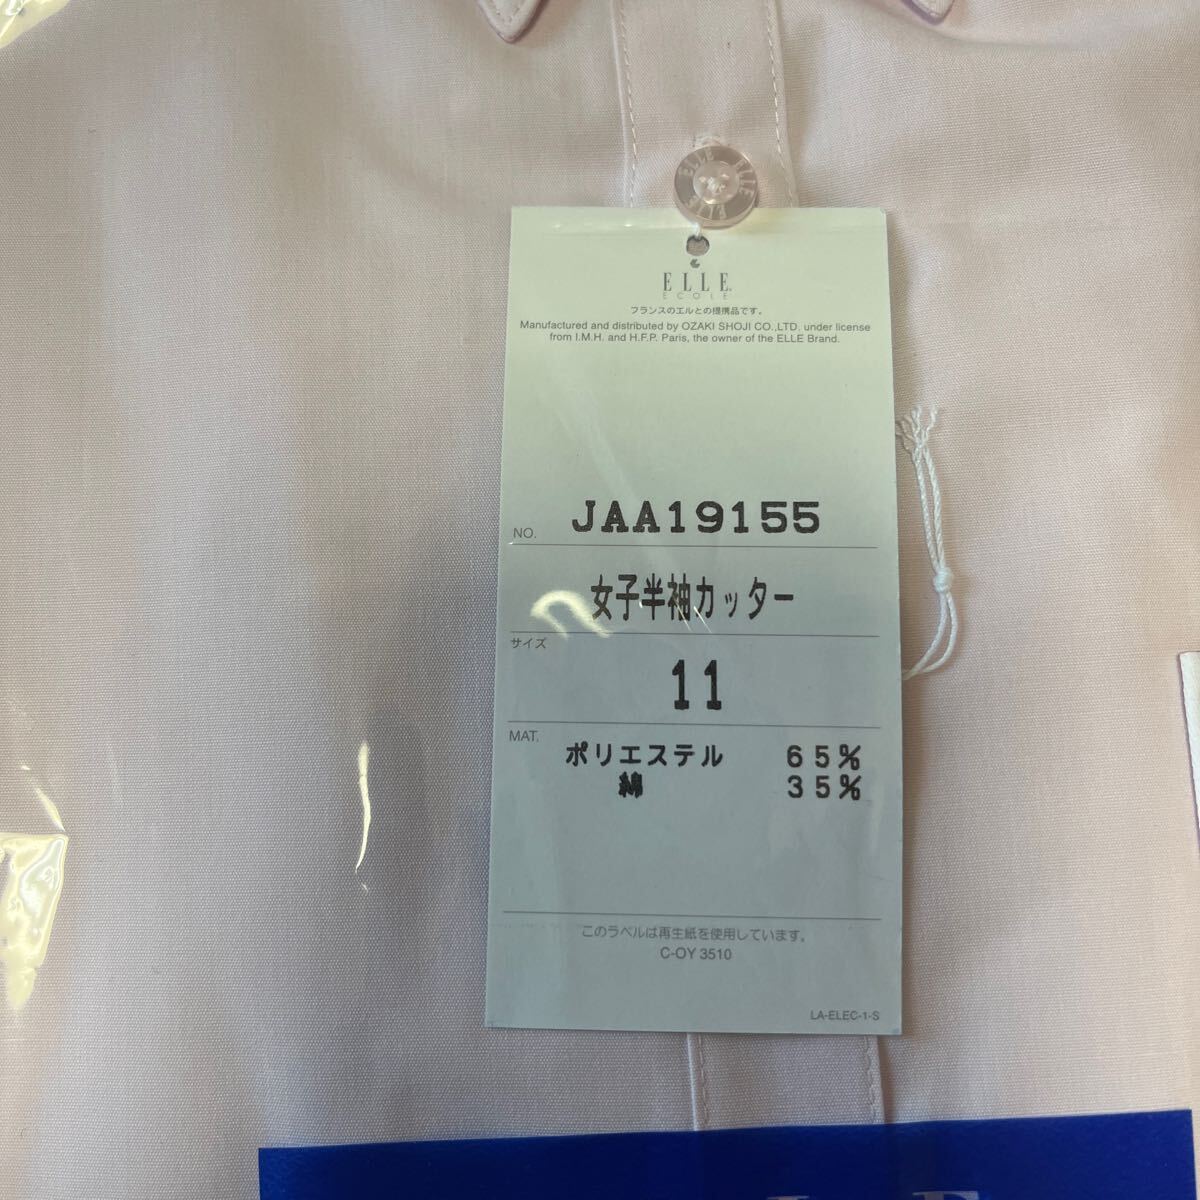 ELLE ELLE ELLE
ELLE
ECOLE
フランスのエルとの提携品です。
Manufactured and distributed by OZAKI SHOJI CO.,LTD. under license
from I.M.H. and H.F.P. Paris, the owner of the ELLE Brand.
NO. JAA19155
女子半袖カッター
サイズ
11
MAT.
ポリエステル 65%
綿 35%
このラベルは再生紙を使用しています。
C-OY 3510
LA-ELEC-1-S